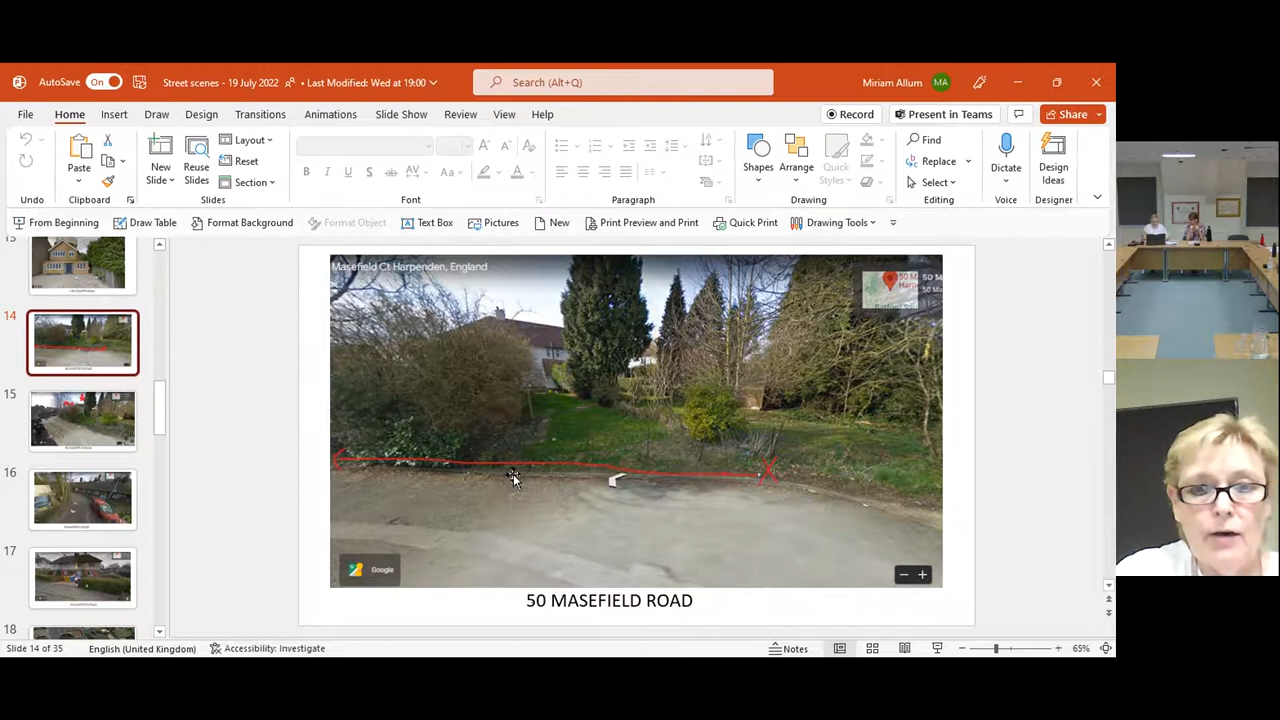 AutoSave On Street scenes - 19 July 2022 • Last Modified: Wed at 19:00 Search (Alt+Q) Miriam Allum MA
File Home Insert Draw Design Transitions Animations Slide Show Review View Help Record Present in Teams Share
Undo
Paste
Clipboard
New Slide
Reuse Slides
Layout
Reset
Section
Slides
B I U S ab AV Aa A
Font
Paragraph
Shapes
Arrange
Quick Styles
Drawing
Find
Replace
Select
Editing
Dictate
Voice
Design Ideas
Designer
From Beginning Draw Table Format Background Format Object Text Box Pictures New Print Preview and Print Quick Print Drawing Tools
13
14
15
16
17
18
Masefield Ct Harpenden, England
Google
50 MASEFIELD ROAD
Slide 14 of 35 English (United Kingdom) Accessibility: Investigate Notes 65%